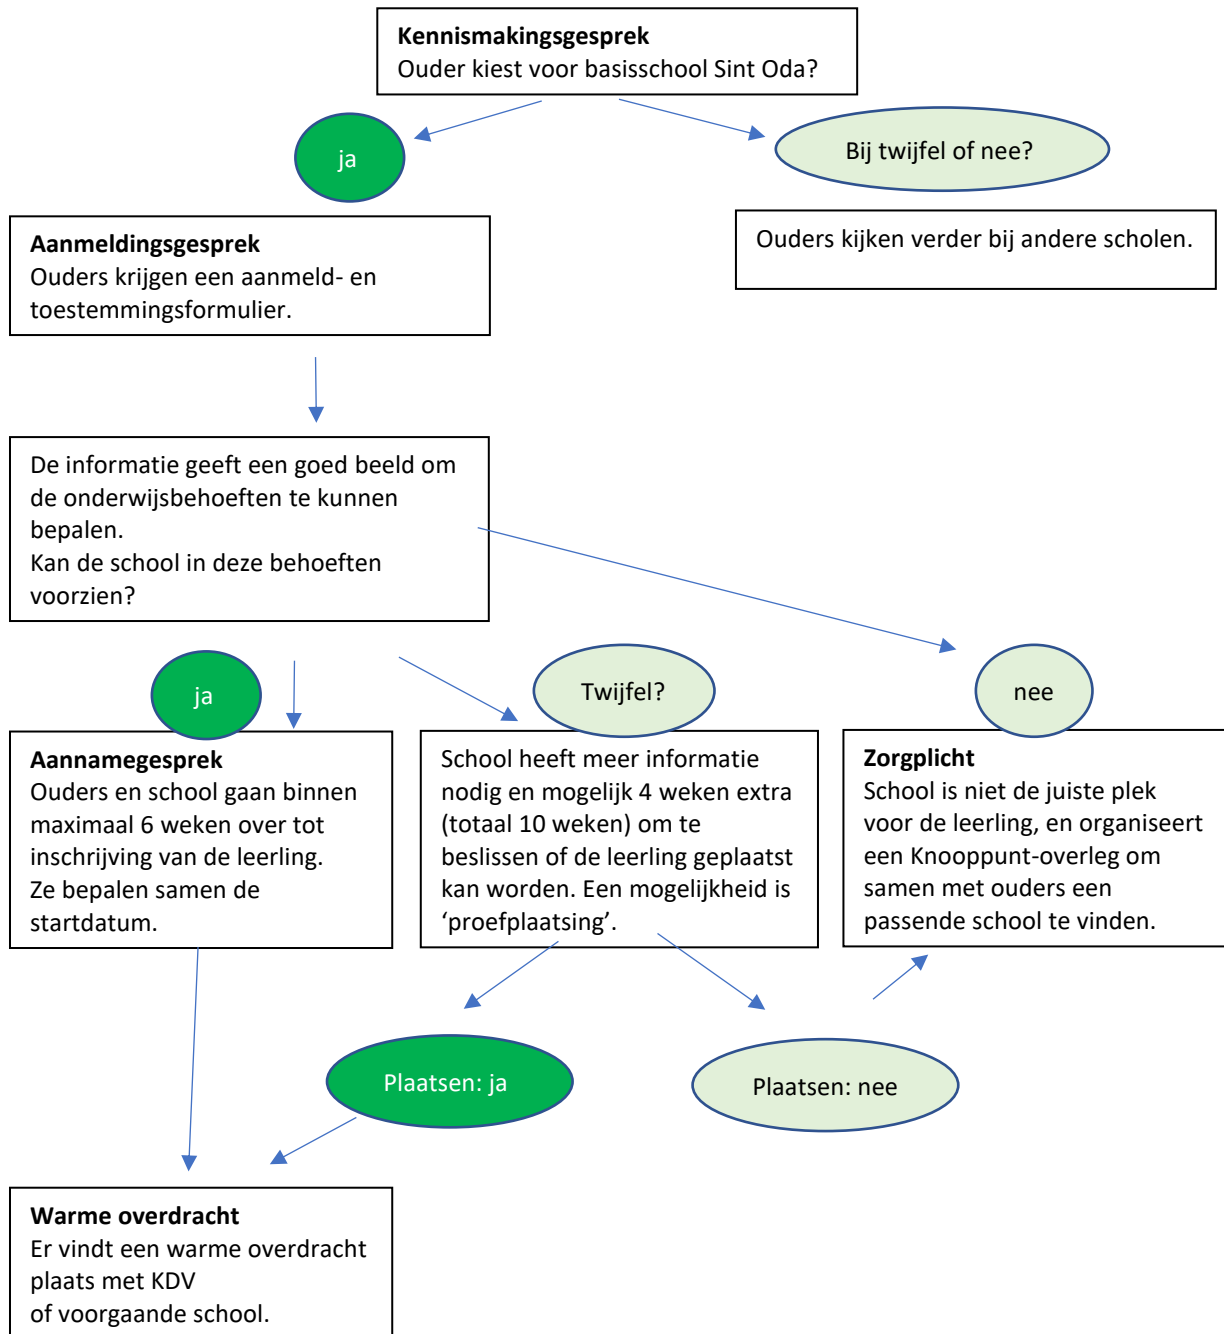 Kennismakingsgesprek
Ouder kiest voor basisschool Sint Oda?
ja
Bij twijfel of nee?
Aanmeldingsgesprek
Ouders krijgen een aanmeld- en
toestemmingsformulier.
Ouders kijken verder bij andere scholen.
De informatie geeft een goed beeld om
de onderwijsbehoeften te kunnen
bepalen.
Kan de school in deze behoeften
voorzien?
ja
Twijfel?
nee
Aannamegesprek
Ouders en school gaan binnen
maximaal 6 weken over tot
inschrijving van de leerling.
Ze bepalen samen de
startdatum.
School heeft meer informatie
nodig en mogelijk 4 weken extra
(totaal 10 weken) om te
beslissen of de leerling geplaatst
kan worden. Een mogelijkheid is
‘proefplaatsing’.
Zorgplicht
School is niet de juiste plek
voor de leerling, en organiseert
een Knooppunt-overleg om
samen met ouders een
passende school te vinden.
Plaatsen: ja
Plaatsen: nee
Warme overdracht
Er vindt een warme overdracht
plaats met KDV
of voorgaande school.